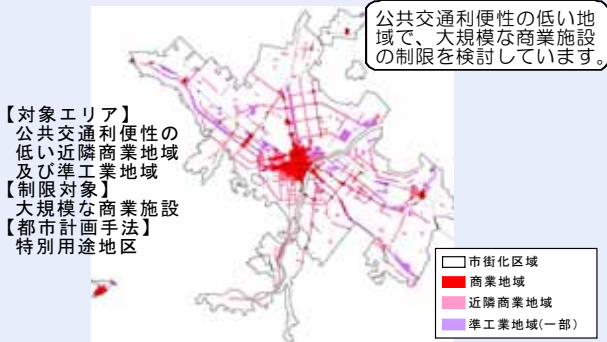 公共交通利便性の低い地
域で、大規模な商業施設
の制限を検討しています。
【対象エリア】
公共交通利便性の
低い近隣商業地域
及び準工業地域
【制限対象】
大規模な商業施設
【都市計画手法】
特別用途地区
市街化区域
商業地域
近隣商業地域
準工業地域(一部)